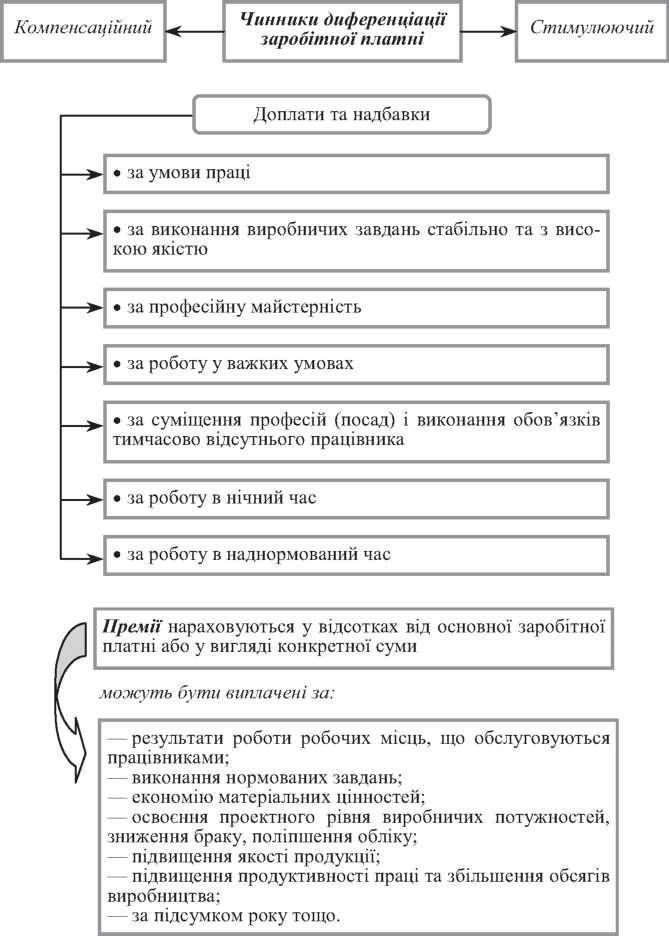 Компенсаційний
Чинники диференціації
заробітної платні
Стимулюючий
Доплати та надбавки
• за умови праці
• за виконання виробничих завдань стабільно та з висо-
кою якістю
• за професійну майстерність
• за роботу у важких умовах
• за суміщення професій (посад) і виконання обов’язків
тимчасово відсутнього працівника
• за роботу в нічний час
• за роботу в наднормований час
Премії нараховуються у відсотках від основної заробітної
платні або у вигляді конкретної суми
можуть бути виплачені за:
— результати роботи робочих місць, що обслуговуються
працівниками;
— виконання нормованих завдань;
— економію матеріальних цінностей;
— освоєння проектного рівня виробничих потужностей,
зниження браку, поліпшення обліку;
— підвищення якості продукції;
— підвищення продуктивності праці та збільшення обсягів
виробництва;
— за підсумком року тощо.